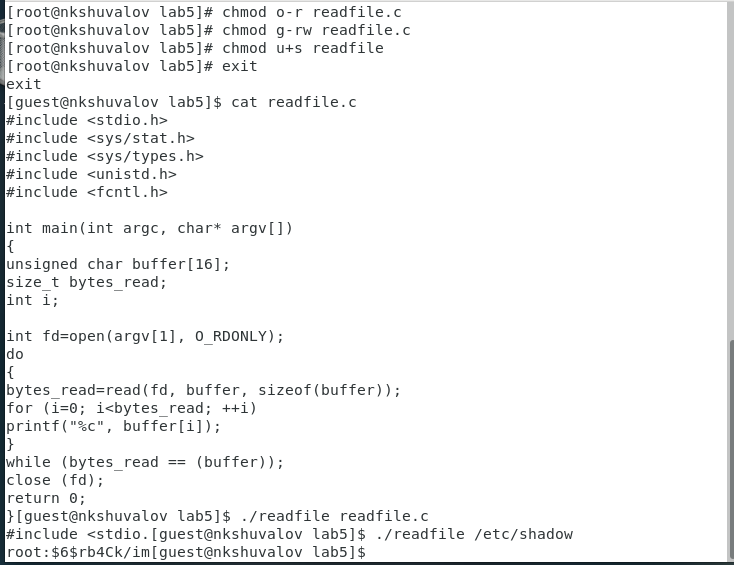 [root@nkshuvalov lab5]# chmod o-r readfile.c
[root@nkshuvalov lab5]# chmod g-rw readfile.c
[root@nkshuvalov lab5]# chmod u+s readfile
[root@nkshuvalov lab5]# exit
exit
[guest@nkshuvalov lab5]$ cat readfile.c
#include <stdio.h>
#include <sys/stat.h>
#include <sys/types.h>
#include <unistd.h>
#include <fcntl.h>

int main(int argc, char* argv[])
{
unsigned char buffer[16];
size_t bytes_read;
int i;

int fd=open(argv[1], O_RDONLY);
do
{
bytes_read=read(fd, buffer, sizeof(buffer));
for (i=0; i<bytes_read; ++i)
printf("%c", buffer[i]);
}
while (bytes_read == (buffer));
close (fd);
return 0;
}[guest@nkshuvalov lab5]$ ./readfile readfile.c
#include <stdio.[guest@nkshuvalov lab5]$ ./readfile /etc/shadow
root:$6$rb4Ck/im[guest@nkshuvalov lab5]$